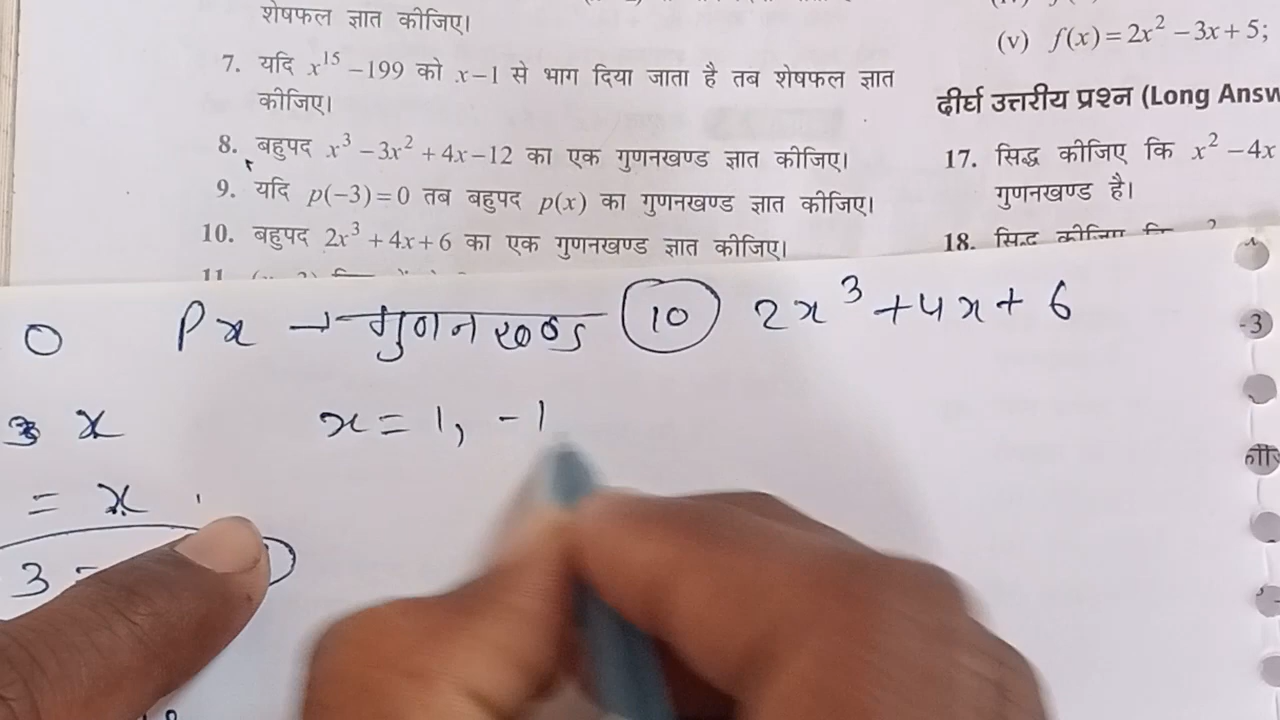 शेषफल ज्ञात कीजिए।
7. यदि x¹⁵ – 199 को x – 1 से भाग दिया जाता है तब शेषफल ज्ञात
कीजिए।
8. बहुपद x³ – 3x² + 4x – 12 का एक गुणनखण्ड ज्ञात कीजिए।
9. यदि p(–3) = 0 तब बहुपद p(x) का गुणनखण्ड ज्ञात कीजिए।
10. बहुपद 2x³ + 4x + 6 का एक गुणनखण्ड ज्ञात कीजिए।
11
(v) f(x) = 2x² – 3x + 5;
दीर्घ उत्तरीय प्रश्न (Long Answ
17. सिद्ध कीजिए कि x² – 4x
गुणनखण्ड है।
18. सिद्ध कीजिए कि
0 Px → गुणनखण्ड (10) 2x³ + 4x + 6
-3
x x = 1, -1
= x
3 =